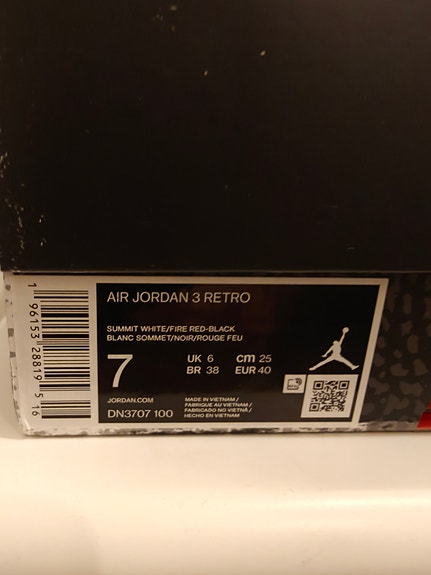 AIR JORDAN 3 RETRO
SUMMIT WHITE/FIRE RED-BLACK
BLANC SOMMET/NOIR/ROUGE FEU
7
UK 6 cm 25
BR 38 EUR 40
JORDAN.COM
DN3707 100
MADE IN VIETNAM /
FABRIQUE AU VIETNAM /
FABRICADO NO VIETNÃ /
HECHO EN VIETNAM
1 96153 28819 5 16